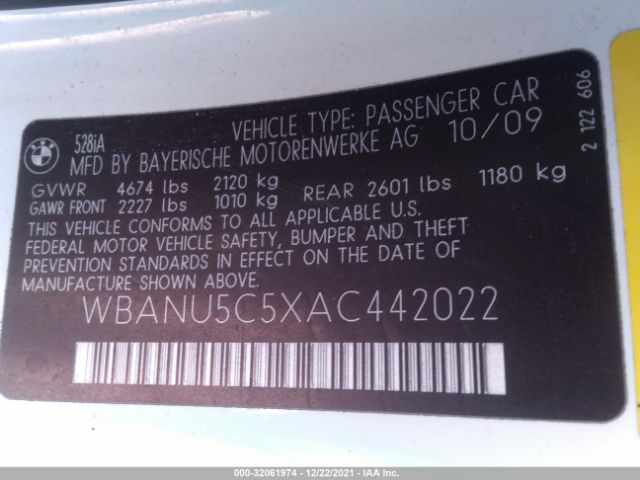 BMW
528iA
VEHICLE TYPE: PASSENGER CAR
MFD BY BAYERISCHE MOTORENWERKE AG 10/09
GVWR 4674 lbs 2120 kg
GAWR FRONT 2227 lbs 1010 kg REAR 2601 lbs 1180 kg
THIS VEHICLE CONFORMS TO ALL APPLICABLE U.S.
FEDERAL MOTOR VEHICLE SAFETY, BUMPER AND THEFT
PREVENTION STANDARDS IN EFFECT ON THE DATE OF
MANUFACTURE SHOWN ABOVE.
WBANU5C5XAC442022
2 122 606
000-32061974 - 12/22/2021 - IAA Inc.